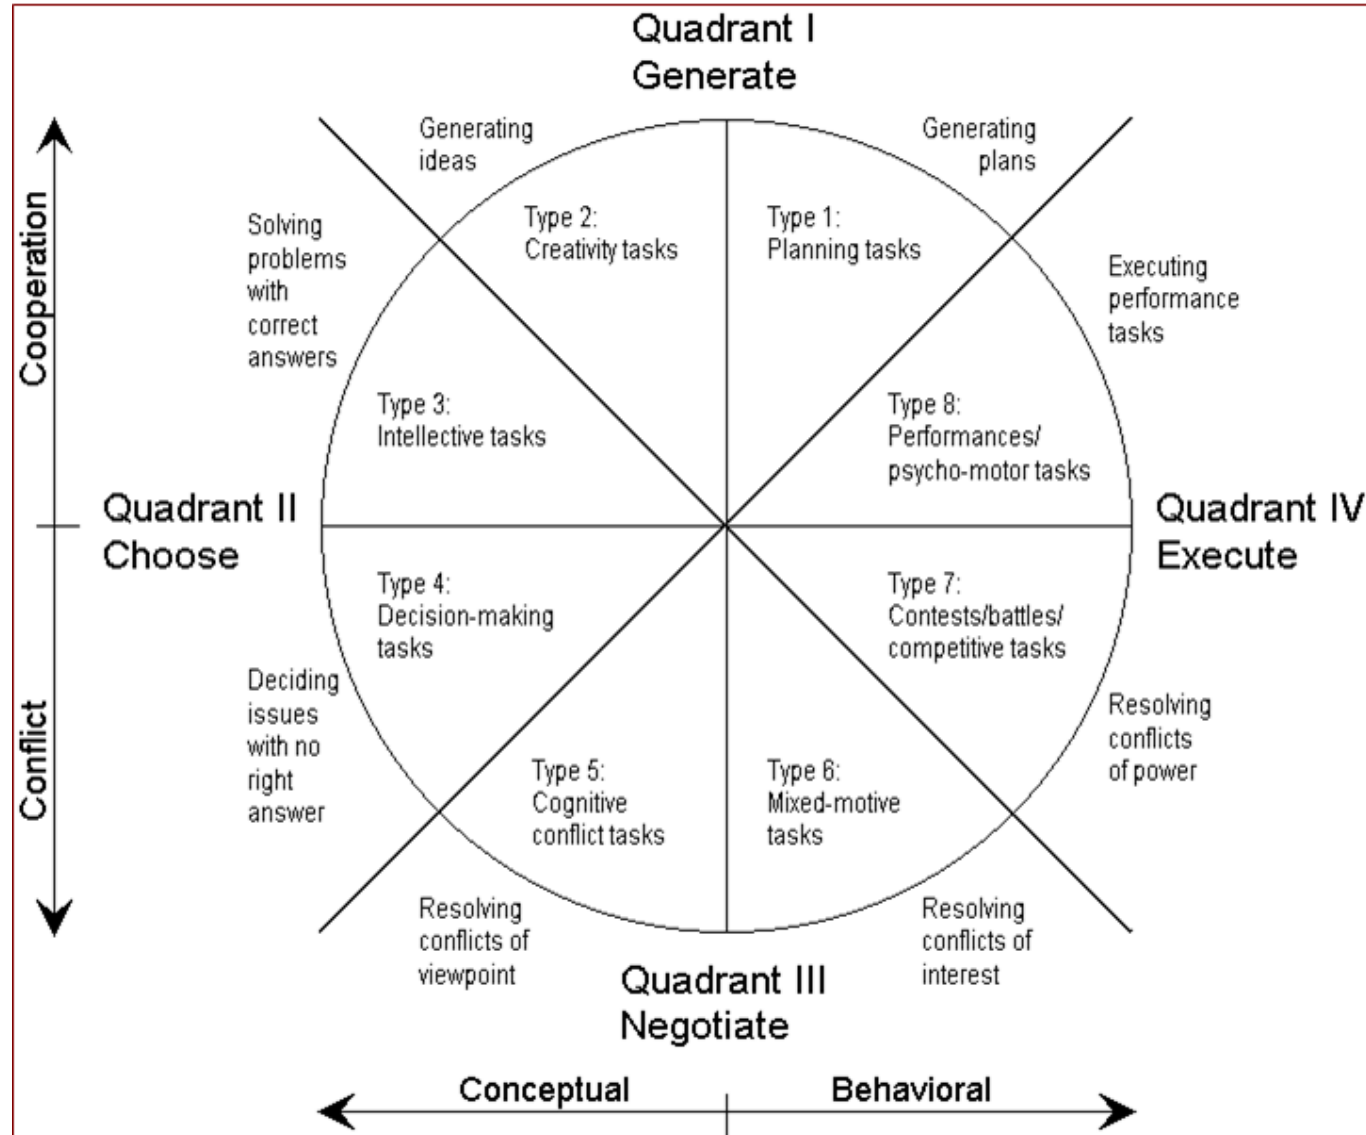 Quadrant I
Generate
Generating
ideas
Generating
plans
Cooperation
Solving
problems
with
correct
answers
Type 2:
Creativity tasks
Type 1:
Planning tasks
Executing
performance
tasks
Type 3:
Intellective tasks
Type 8:
Performances/
psycho-motor tasks
Quadrant II
Choose
Quadrant IV
Execute
Type 4:
Decision-making
tasks
Type 7:
Contests/battles/
competitive tasks
Conflict
Deciding
issues
with no
right
answer
Type 5:
Cognitive
conflict tasks
Type 6:
Mixed-motive
tasks
Resolving
conflicts
of power
Resolving
conflicts of
viewpoint
Resolving
conflicts of
interest
Quadrant III
Negotiate
Conceptual
Behavioral